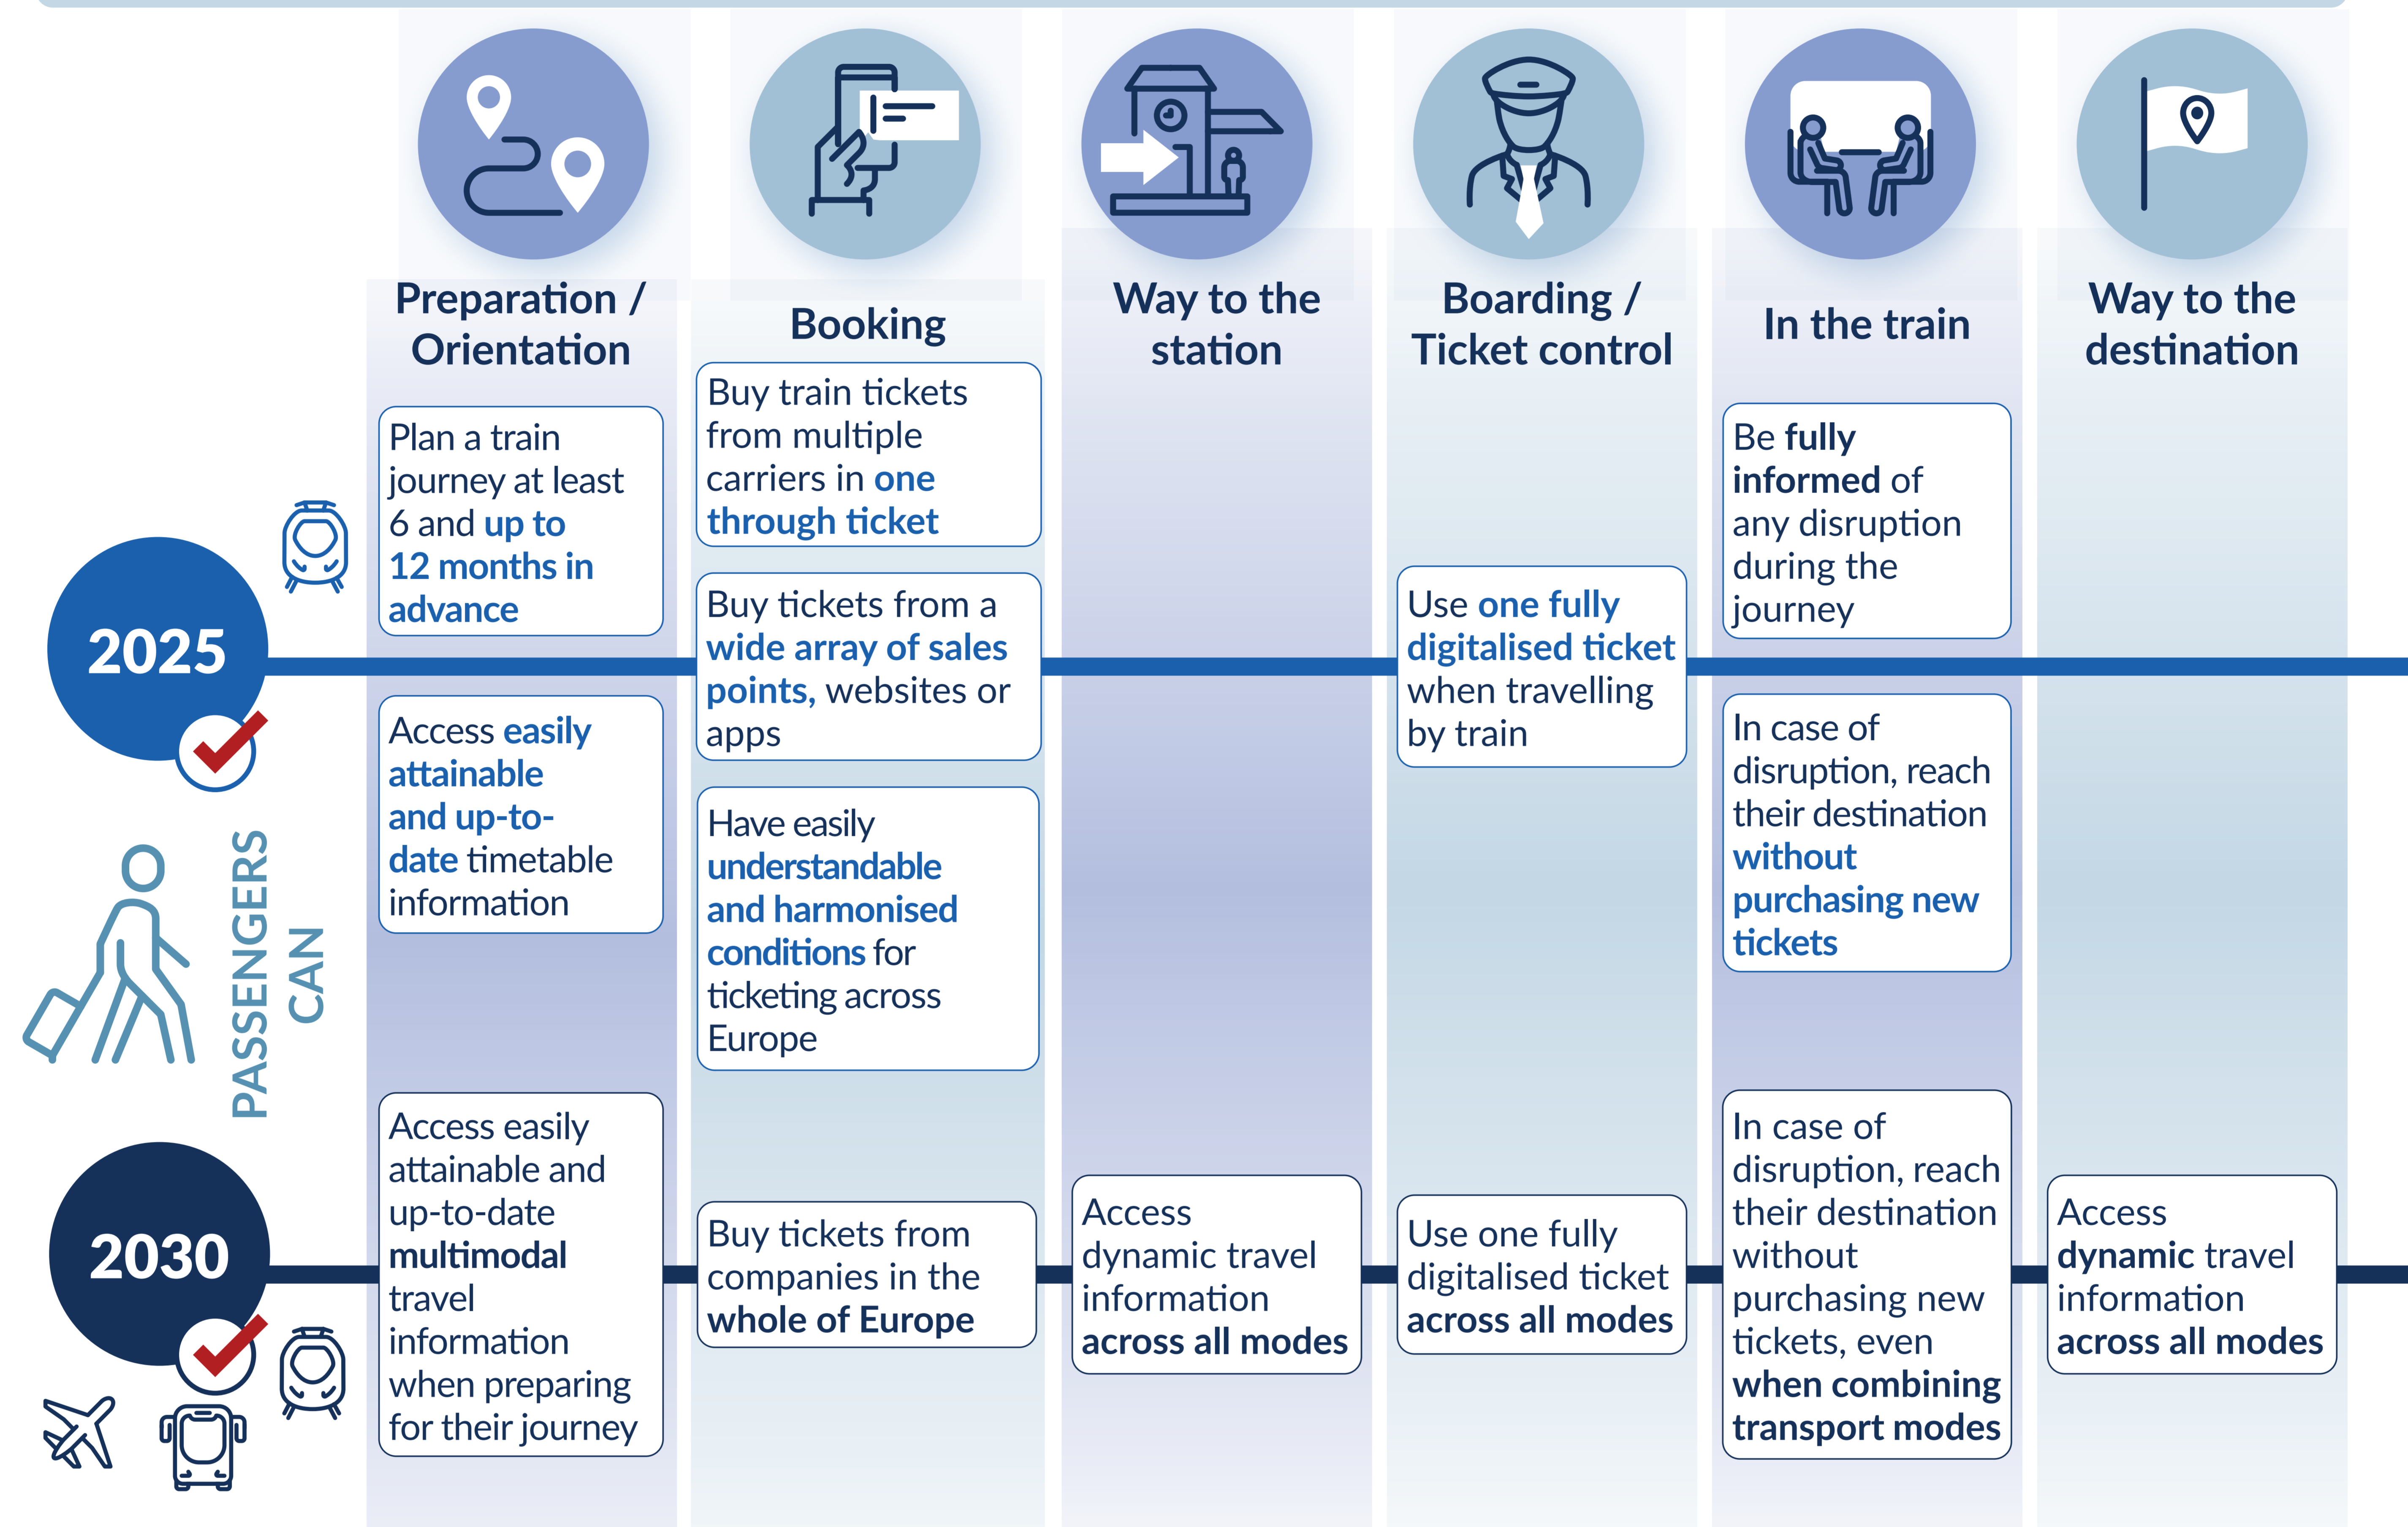 Preparation /
Orientation
Booking
Way to the
station
Boarding /
Ticket control
In the train
Way to the
destination
2025
Plan a train
journey at least
6 and up to
12 months in
advance
Access easily
attainable
and up-to-
date timetable
information
Buy train tickets
from multiple
carriers in one
through ticket
Buy tickets from a
wide array of sales
points, websites or
apps
Have easily
understandable
and harmonised
conditions for
ticketing across
Europe
Use one fully
digitalised ticket
when travelling
by train
Be fully
informed of
any disruption
during the
journey
In case of
disruption, reach
their destination
without
purchasing new
tickets
PASSENGERS
CAN
2030
Access easily
attainable and
up-to-date
multimodal
travel
information
when preparing
for their journey
Buy tickets from
companies in the
whole of Europe
Access
dynamic travel
information
across all modes
Use one fully
digitalised ticket
across all modes
In case of
disruption, reach
their destination
without
purchasing new
tickets, even
when combining
transport modes
Access
dynamic travel
information
across all modes